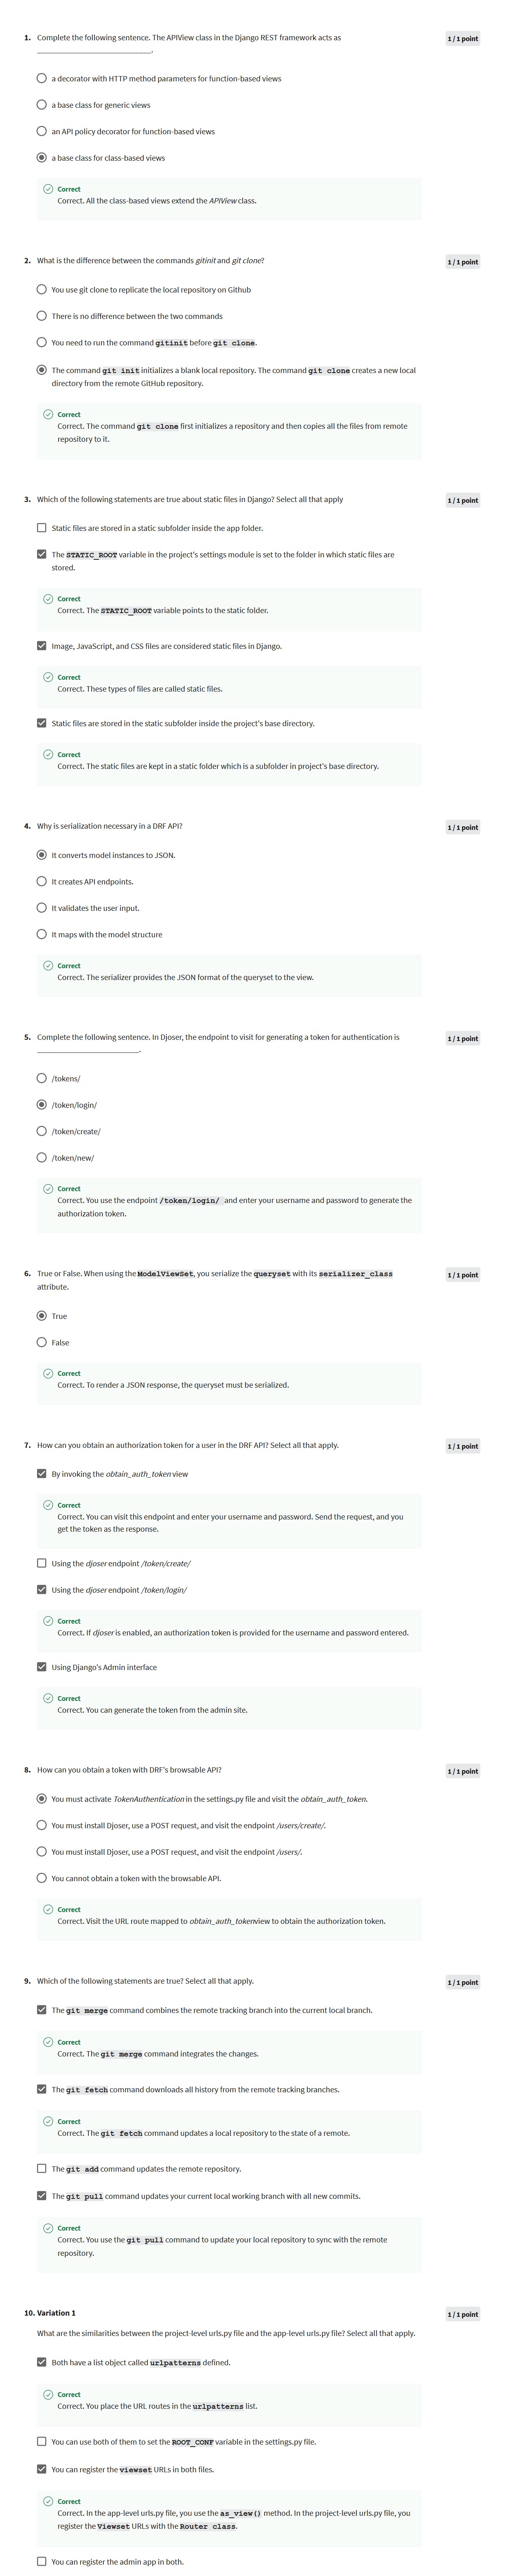 1. Complete the following sentence. The APIView class in the Django REST framework acts as
____________________________.
1 / 1 point
a decorator with HTTP method parameters for function-based views
a base class for generic views
an API policy decorator for function-based views
a base class for class-based views
Correct
Correct. All the class-based views extend the APIView class.
2. What is the difference between the commands gitinit and git clone?
1 / 1 point
You use git clone to replicate the local repository on Github
There is no difference between the two commands
You need to run the command gitinit before git clone.
The command git init initializes a blank local repository. The command git clone creates a new local
directory from the remote GitHub repository.
Correct
Correct. The command git clone first initializes a repository and then copies all the files from remote
repository to it.
3. Which of the following statements are true about static files in Django? Select all that apply
1 / 1 point
Static files are stored in a static subfolder inside the app folder.
The STATIC_ROOT variable in the project's settings module is set to the folder in which static files are
stored.
Correct
Correct. The STATIC_ROOT variable points to the static folder.
Image, JavaScript, and CSS files are considered static files in Django.
Correct
Correct. These types of files are called static files.
Static files are stored in the static subfolder inside the project's base directory.
Correct
Correct. The static files are kept in a static folder which is a subfolder in project's base directory.
4. Why is serialization necessary in a DRF API?
1 / 1 point
It converts model instances to JSON.
It creates API endpoints.
It validates the user input.
It maps with the model structure
Correct
Correct. The serializer provides the JSON format of the queryset to the view.
5. Complete the following sentence. In Djoser, the endpoint to visit for generating a token for authentication is
_________________________.
1 / 1 point
/tokens/
/token/login/
/token/create/
/token/new/
Correct
Correct. You use the endpoint /token/login/ and enter your username and password to generate the
authorization token.
6. True or False. When using the ModelViewSet, you serialize the queryset with its serializer_class
attribute.
1 / 1 point
True
False
Correct
Correct. To render a JSON response, the queryset must be serialized.
7. How can you obtain an authorization token for a user in the DRF API? Select all that apply.
1 / 1 point
By invoking the obtain_auth_token view
Correct
Correct. You can visit this endpoint and enter your username and password. Send the request, and you
get the token as the response.
Using the djoser endpoint /token/create/
Using the djoser endpoint /token/login/
Correct
Correct. If djoser is enabled, an authorization token is provided for the username and password entered.
Using Django's Admin interface
Correct
Correct. You can generate the token from the admin site.
8. How can you obtain a token with DRF's browsable API?
1 / 1 point
You must activate TokenAuthentication in the settings.py file and visit the obtain_auth_token.
You must install Djoser, use a POST request, and visit the endpoint /users/create/.
You must install Djoser, use a POST request, and visit the endpoint /users/.
You cannot obtain a token with the browsable API.
Correct
Correct. Visit the URL route mapped to obtain_auth_tokenview to obtain the authorization token.
9. Which of the following statements are true? Select all that apply.
1 / 1 point
The git merge command combines the remote tracking branch into the current local branch.
Correct
Correct. The git merge command integrates the changes.
The git fetch command downloads all history from the remote tracking branches.
Correct
Correct. The git fetch command updates a local repository to the state of a remote.
The git add command updates the remote repository.
The git pull command updates your current local working branch with all new commits.
Correct
Correct. You use the git pull command to update your local repository to sync with the remote
repository.
10. Variation 1
1 / 1 point
What are the similarities between the project-level urls.py file and the app-level urls.py file? Select all that apply.
Both have a list object called urlpatterns defined.
Correct
Correct. You place the URL routes in the urlpatterns list.
You can use both of them to set the ROOT_CONF variable in the settings.py file.
You can register the viewset URLs in both files.
Correct
Correct. In the app-level urls.py file, you use the as_view() method. In the project-level urls.py file, you
register the Viewset URLs with the Router class.
You can register the admin app in both.